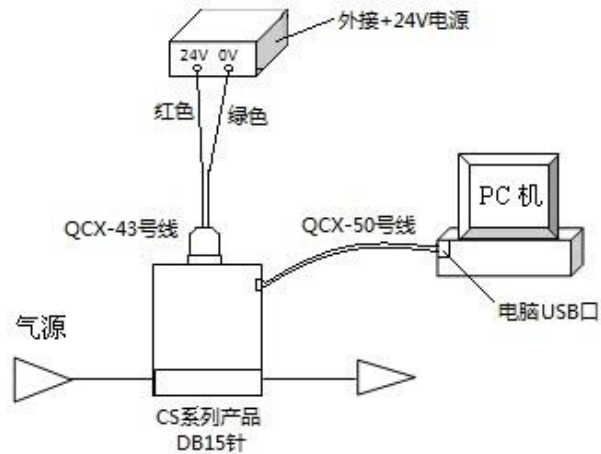 外接+24V电源
24V 0V
红色
绿色
QCX-43号线
QCX-50号线
PC 机
电脑USB口
气源
CS系列产品
DB15针